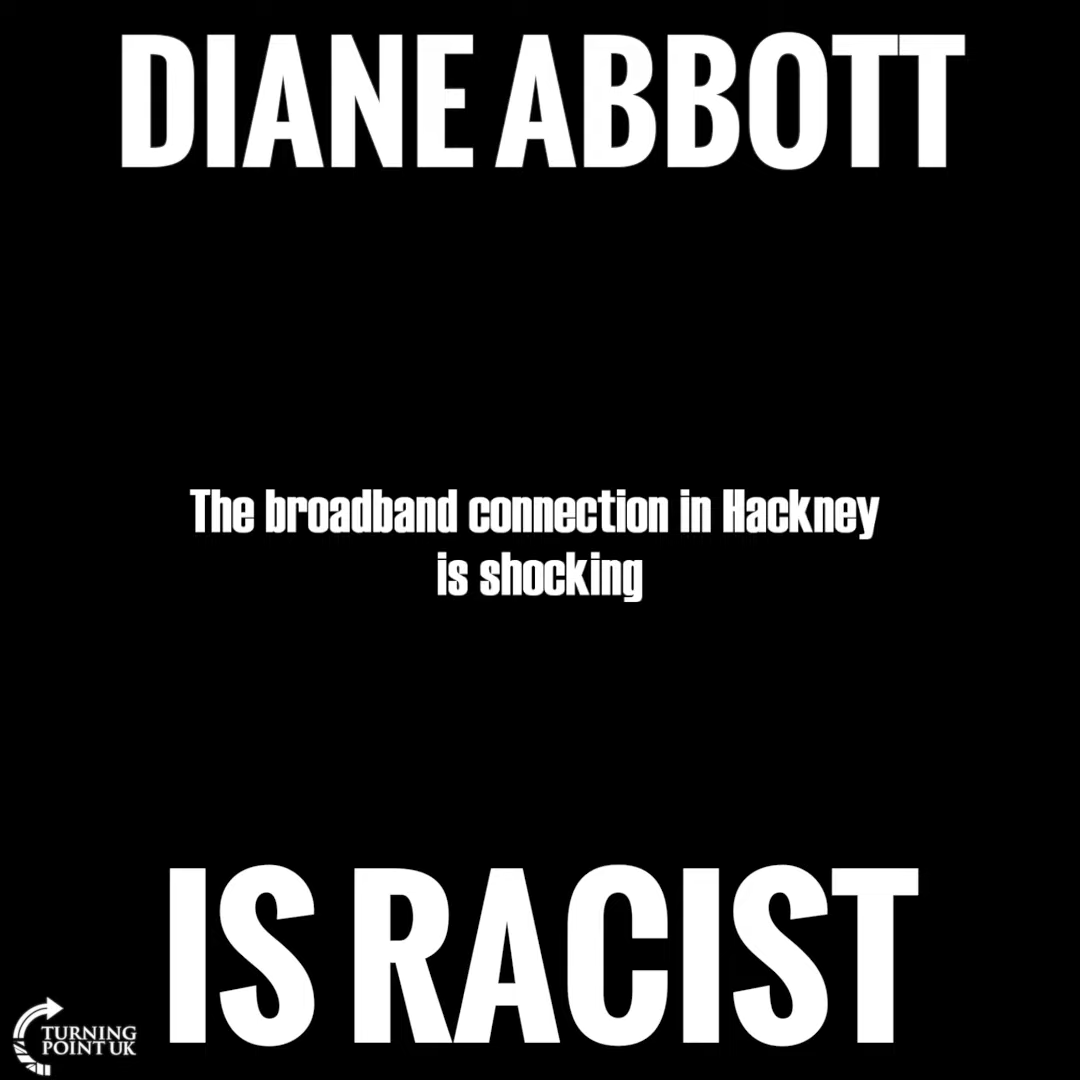 DIANE ABBOTT
The broadband connection in Hackney
is shocking
IS RACIST
TURNING
POINT UK